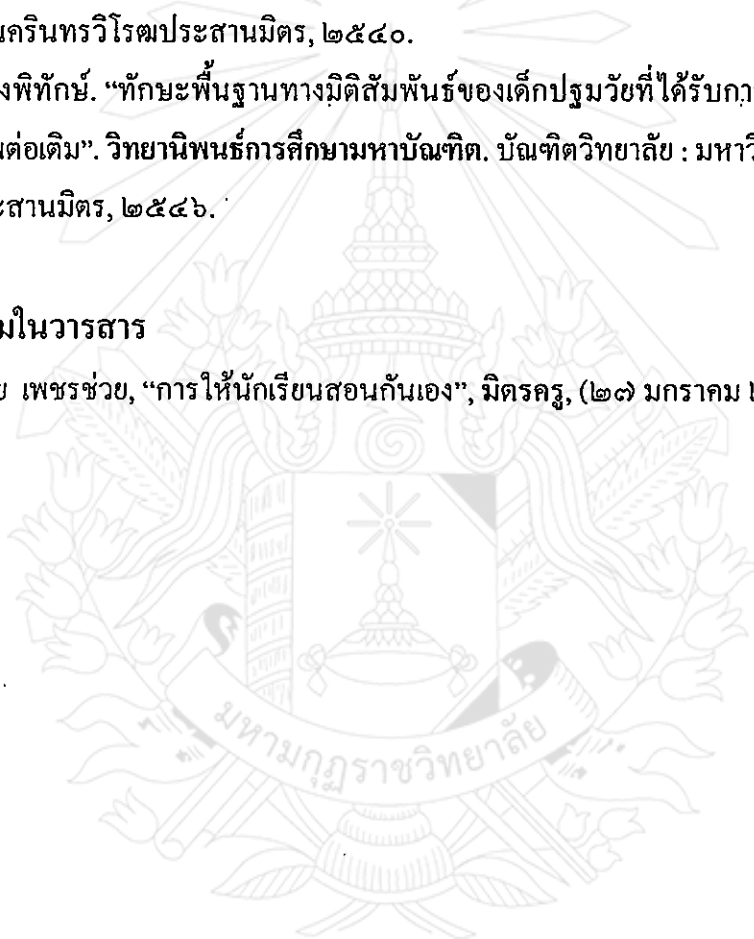 นครินทรวิโรฒประสานมิตร, ๒๕๔๐.
งพิทักษ์. “ทักษะพื้นฐานทางมิติสัมพันธ์ของเด็กปฐมวัยที่ได้รับกา
นต่อเติม”. วิทยานิพนธ์การศึกษามหาบัณฑิต. บัณฑิตวิทยาลัย : มหาวิ
ะสานมิตร, ๒๕๔๖.
มในวารสาร
ย เพชรช่วย, “การให้นักเรียนสอนกันเอง”, มิตรครู, (๒๗ มกราคม ๒
มหามกุฏราชวิทยาลัย